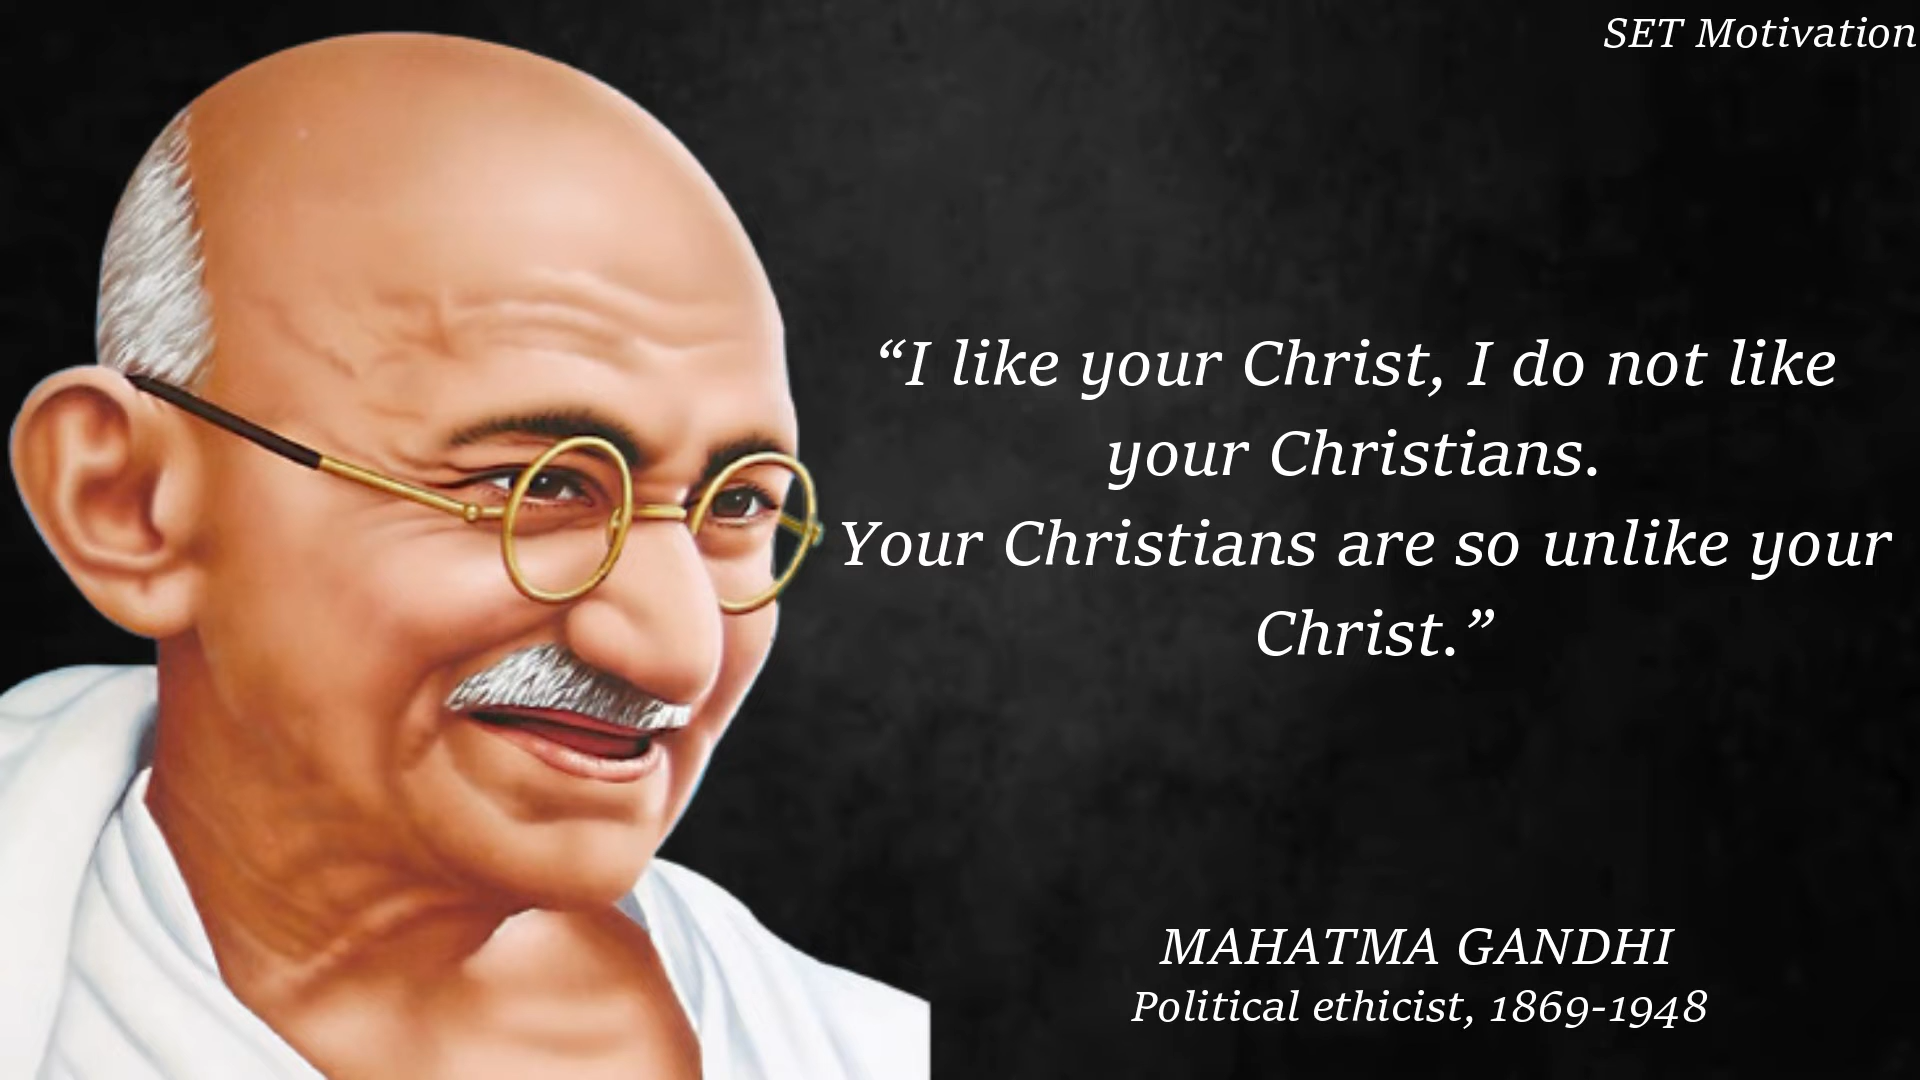 SET Motivation
“I like your Christ, I do not like
your Christians.
Your Christians are so unlike your
Christ.”
MAHATMA GANDHI
Political ethicist, 1869-1948